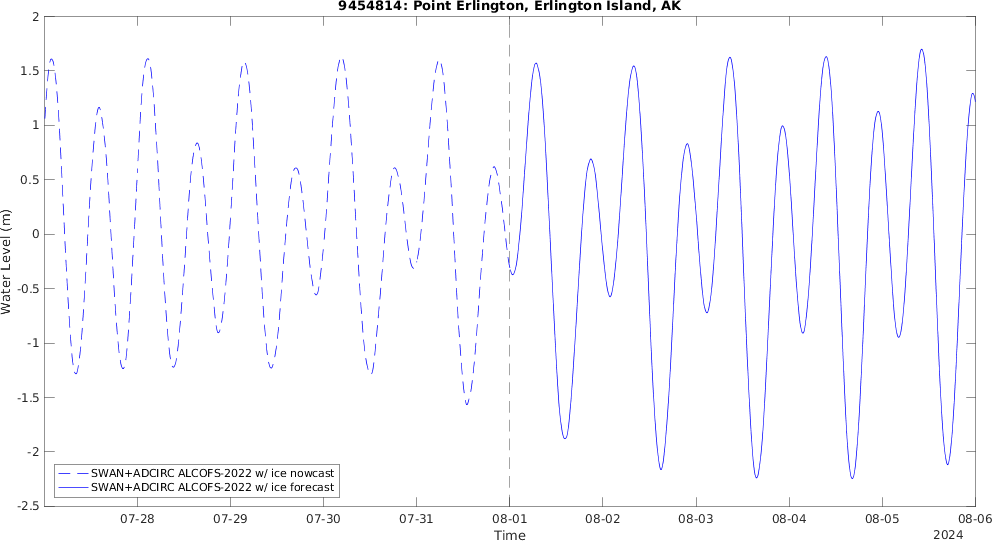 9454814: Point Erlington, Erlington Island, AK
2
1.5
1
0.5
0
-0.5
-1
-1.5
-2
-2.5
Water Level (m)
SWAN+ADCIRC ALCOFS-2022 w/ ice nowcast
SWAN+ADCIRC ALCOFS-2022 w/ ice forecast
07-28 07-29 07-30 07-31 08-01 08-02 08-03 08-04 08-05 08-06
Time
2024